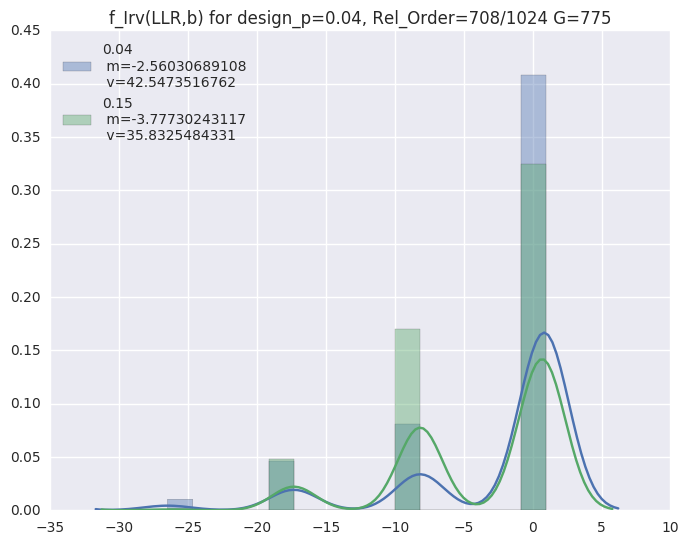 f_Irv(LLR,b) for design_p=0.04, Rel_Order=708/1024 G=775
0.04
m=-2.56030689108
v=42.5473516762
0.15
m=-3.77730243117
v=35.8325484331
0.45
0.40
0.35
0.30
0.25
0.20
0.15
0.10
0.05
0.00
−35 −30 −25 −20 −15 −10 −5 0 5 10